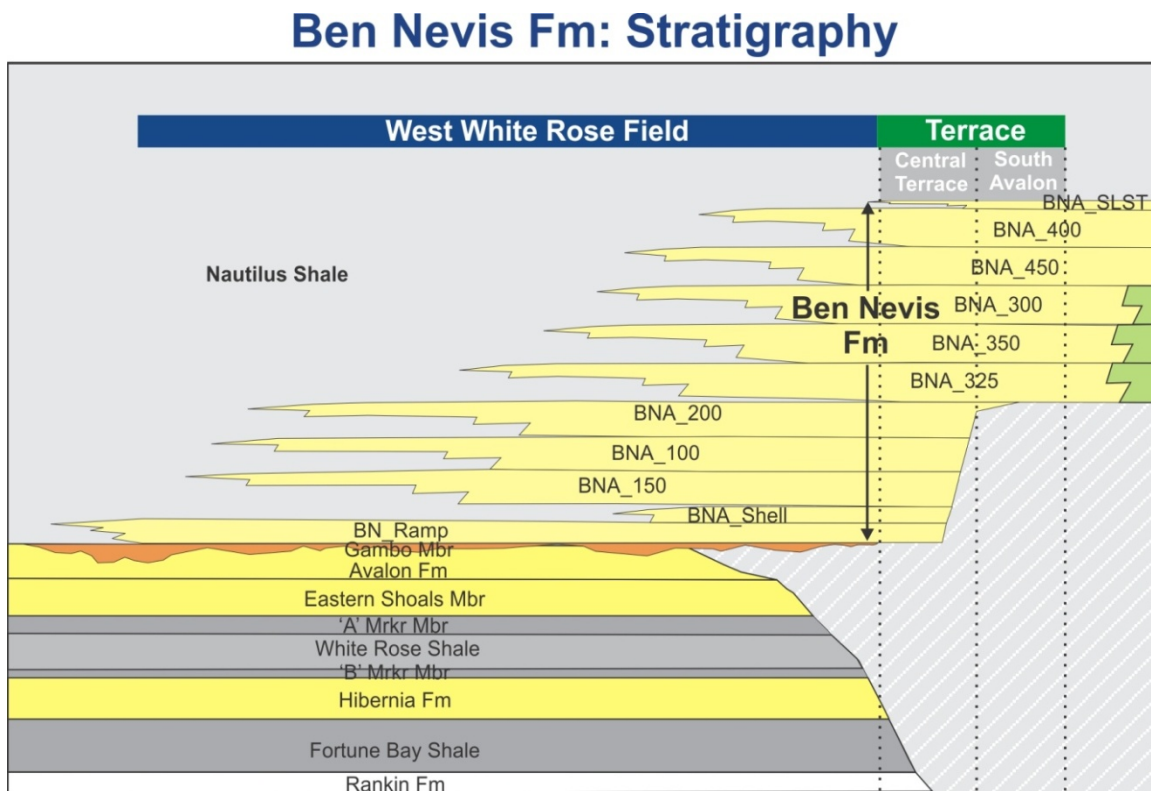 Ben Nevis Fm: Stratigraphy
West White Rose Field
Terrace
Central
Terrace
South
Avalon
BNA_SLST
BNA_400
BNA_450
Nautilus Shale
BNA_300
Ben Nevis
Fm
BNA_350
BNA_325
BNA_200
BNA_100
BNA_150
BNA_Shell
BN_Ramp
Gambo Mbr
Avalon Fm
Eastern Shoals Mbr
‘A’ Mrkr Mbr
White Rose Shale
‘B’ Mrkr Mbr
Hibernia Fm
Fortune Bay Shale
Rankin Fm